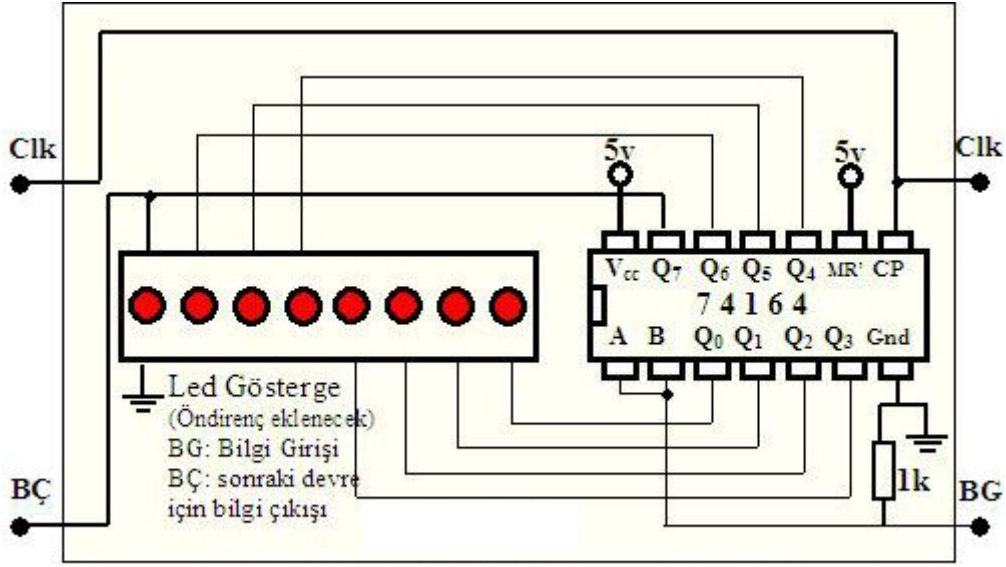 Clk
Clk
5v
5v
Vcc Q7 Q6 Q5 Q4 MR' CP
74164
A B Q0 Q1 Q2 Q3 Gnd
Led Gösterge
(Öndirenç eklenecek)
BG: Bilgi Girişi
BÇ: sonraki devre
için bilgi çıkışı
BÇ
1k
BG